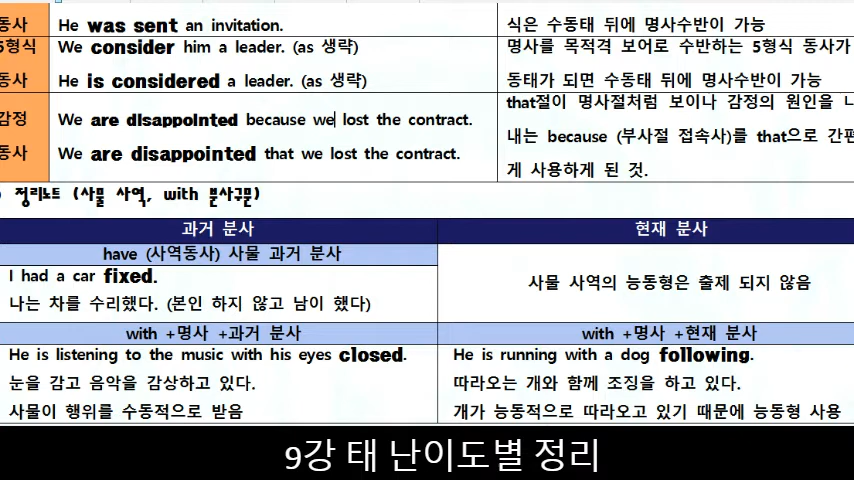 동사 He was sent an invitation. 식은 수동태 뒤에 명사수반이 가능
5형식 We consider him a leader. (as 생략) 명사를 목적격 보어로 수반하는 5형식 동사가
동사 He is considered a leader. (as 생략) 동태가 되면 수동태 뒤에 명사수반이 가능
that절이 명사절처럼 보이나 감정의 원인을 나
감정 We are disappointed because we lost the contract.
내는 because (부사절 접속사)를 that으로 간편
동사 We are disappointed that we lost the contract.
게 사용하게 된 것.
정리노트 (사물 사역, with 분사구문)
과거 분사 현재 분사
have (사역동사) 사물 과거 분사
I had a car fixed.
사물 사역의 능동형은 출제 되지 않음
나는 차를 수리했다. (본인 하지 않고 남이 했다)
with +명사 +과거 분사 with +명사 +현재 분사
He is listening to the music with his eyes closed. He is running with a dog following.
눈을 감고 음악을 감상하고 있다. 따라오는 개와 함께 조깅을 하고 있다.
사물이 행위를 수동적으로 받음 개가 능동적으로 따라오고 있기 때문에 능동형 사용
9강 태 난이도별 정리